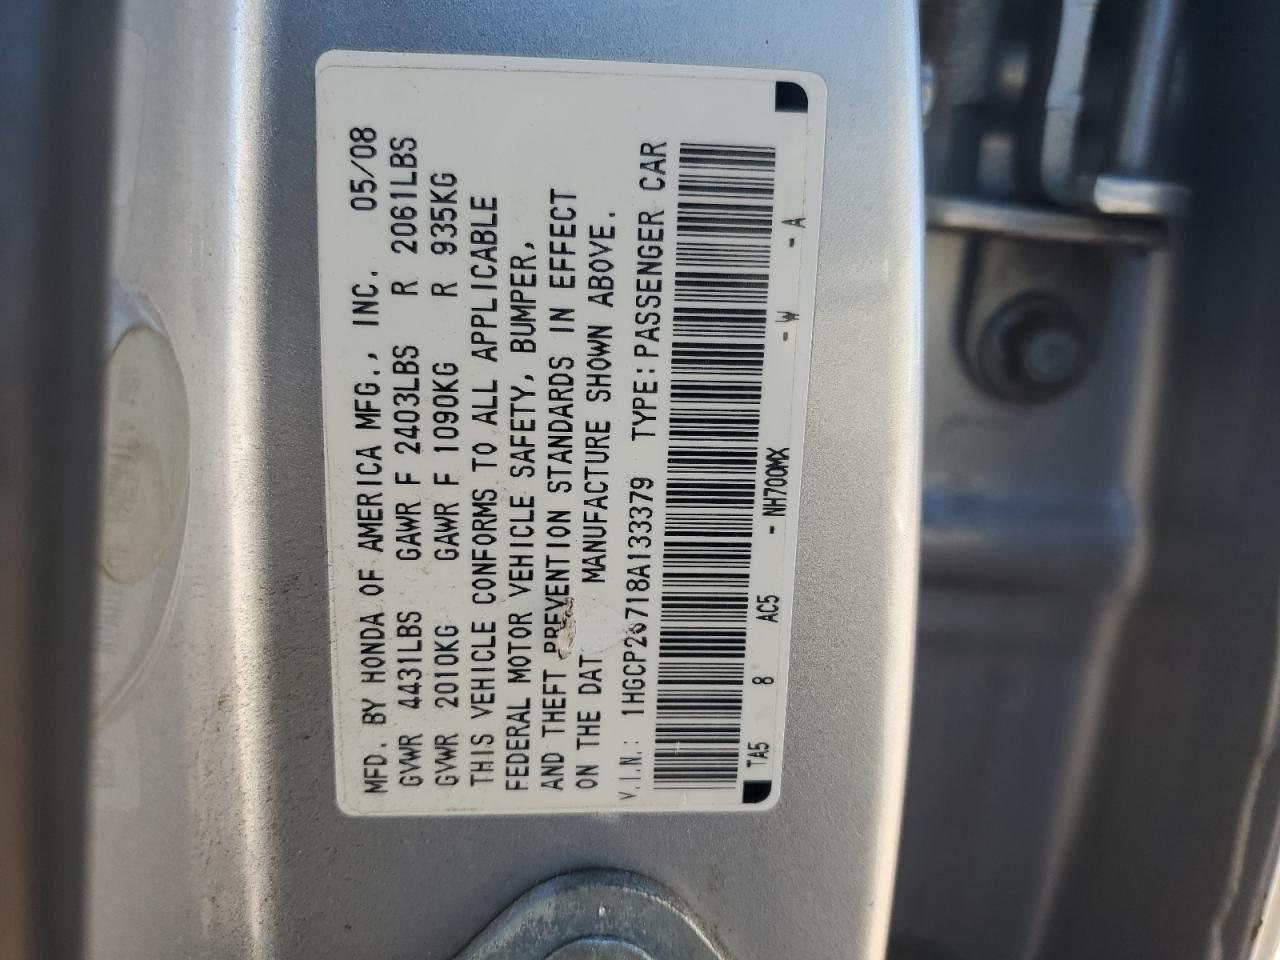 MFD. BY HONDA OF AMERICA MFG., INC. 05/08
GVWR 4431LBS GAWR F 2403LBS R 2061LBS
GVWR 2010KG GAWR F 1090KG R 935KG
THIS VEHICLE CONFORMS TO ALL APPLICABLE
FEDERAL MOTOR VEHICLE SAFETY, BUMPER,
AND THEFT PREVENTION STANDARDS IN EFFECT
ON THE DAT MANUFACTURE SHOWN ABOVE.
V.I.N.: 1HGCP26718A133379 TYPE:PASSENGER CAR
TA5 8 AC5 - NH700MX - W - A